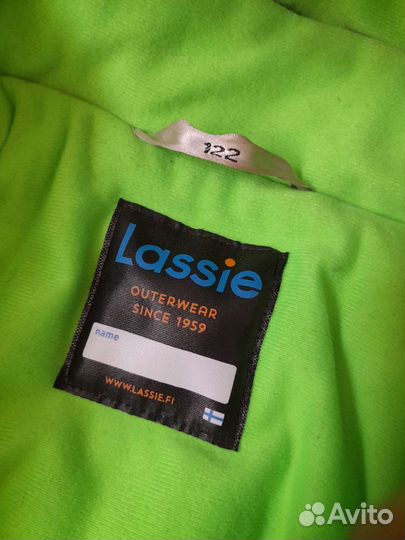 122
Lassie
OUTERWEAR
SINCE 1959
name
WWW.LASSIE.FI
Avito